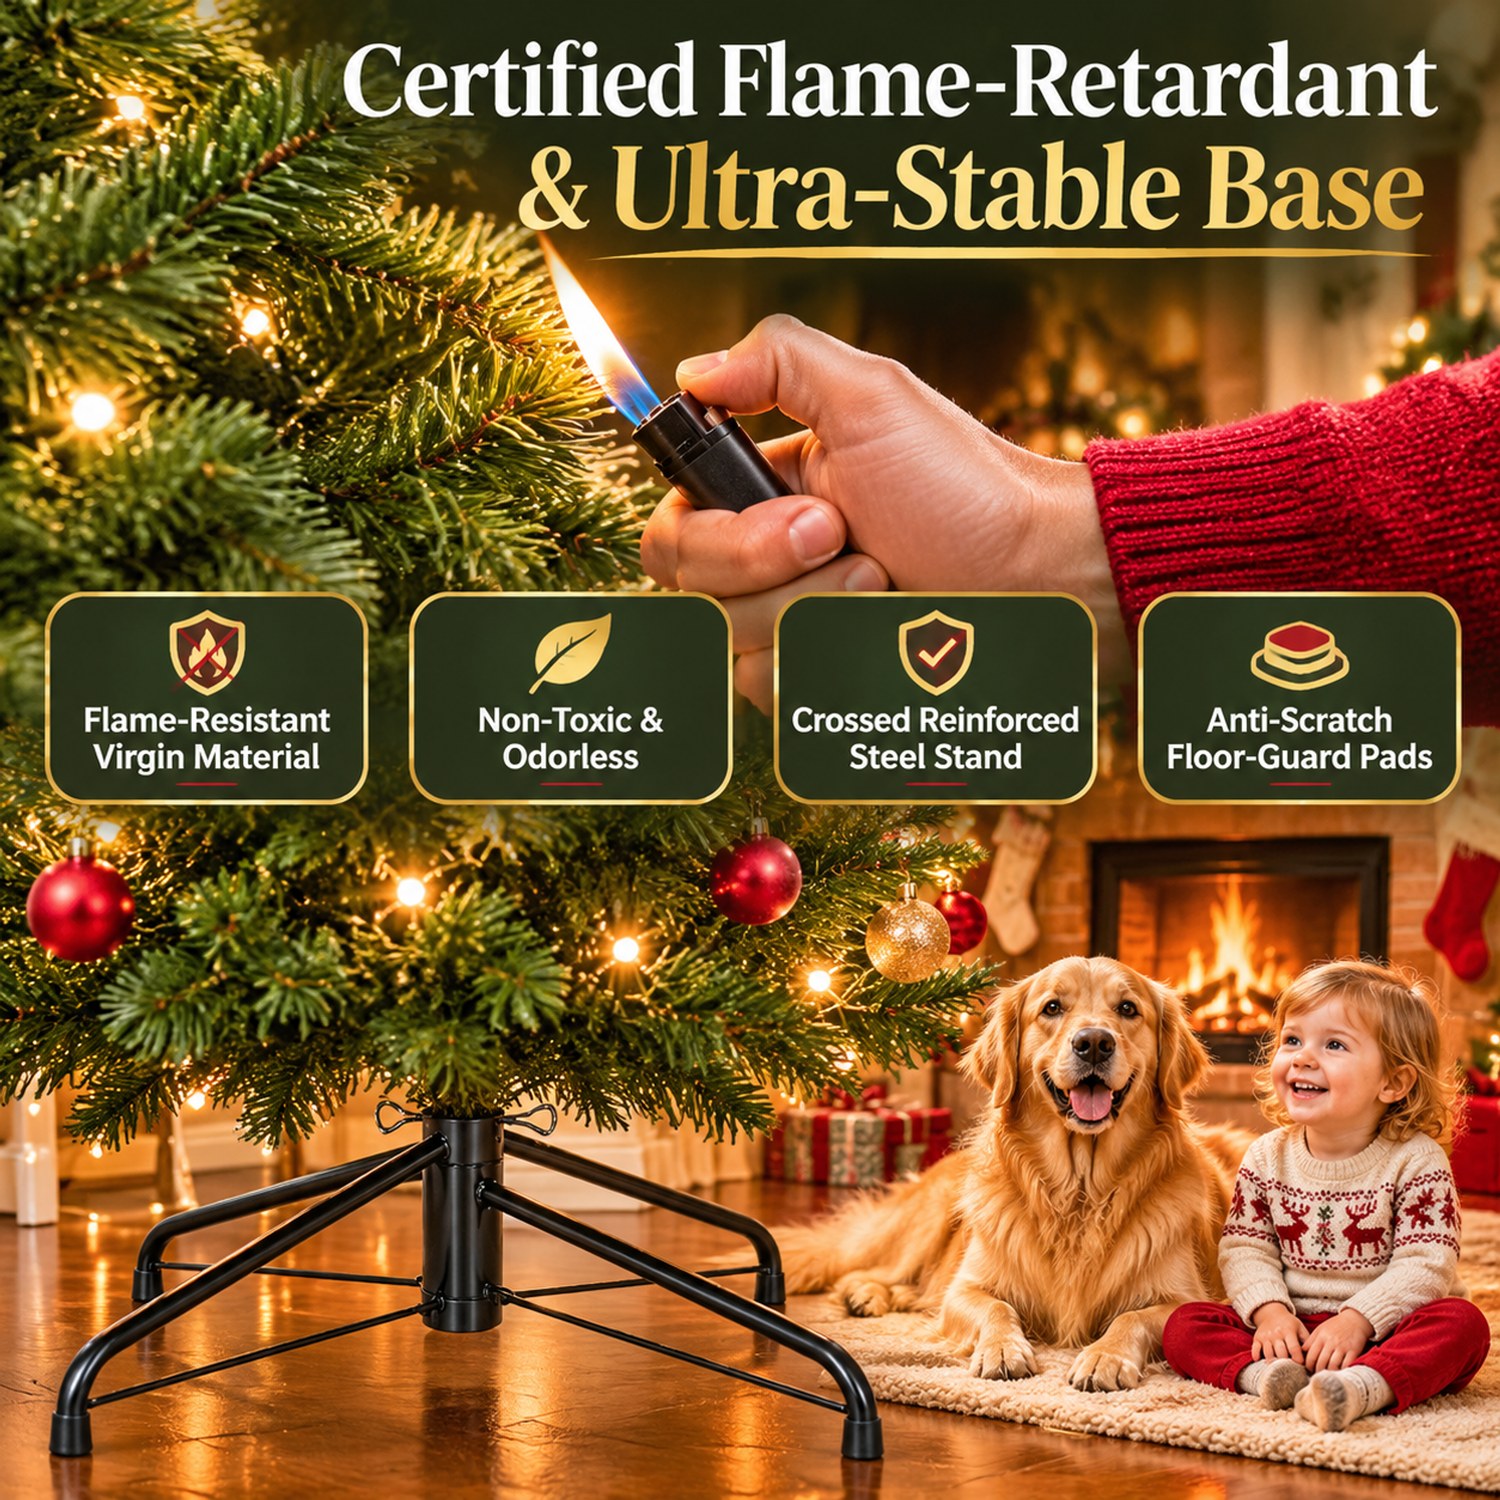 Certified Flame-Retardant
& Ultra-Stable Base
Flame-Resistant
Virgin Material
Non-Toxic &
Odorless
Crossed Reinforced
Steel Stand
Anti-Scratch
Floor-Guard Pads